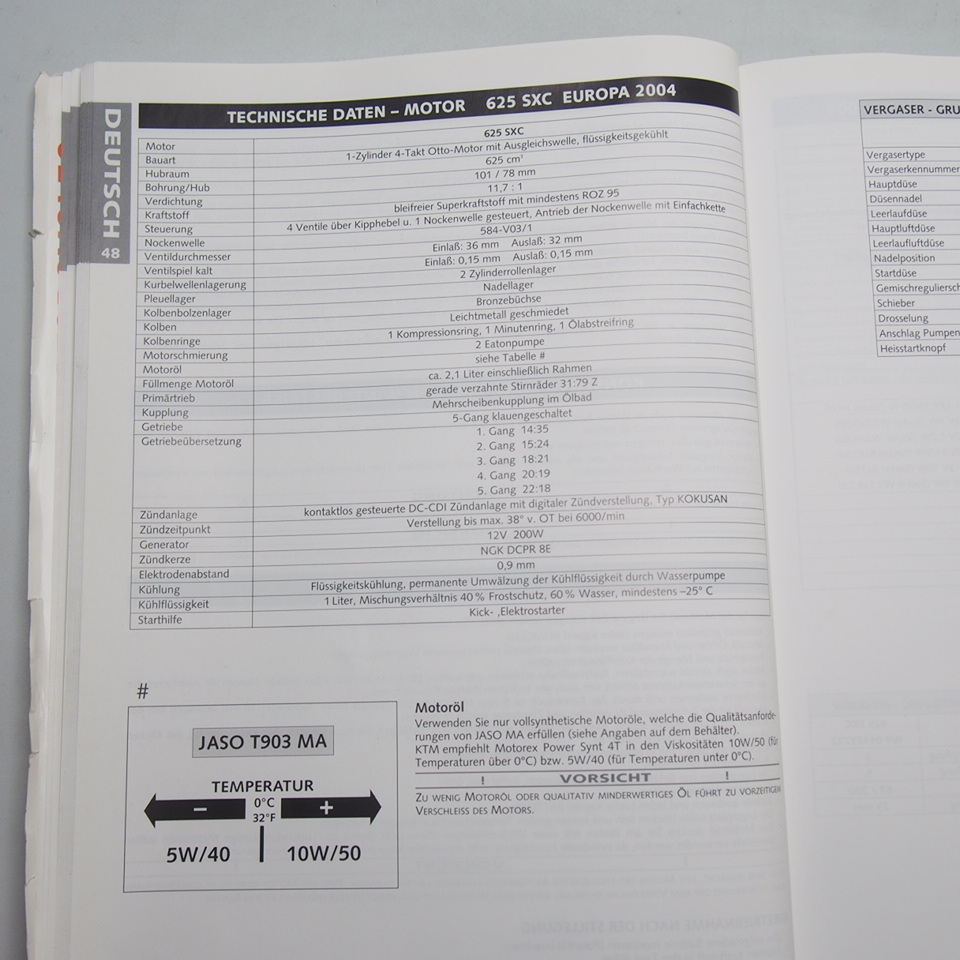 DEUTSCH
48
TECHNISCHE DATEN – MOTOR 625 SXC EUROPA 2004
Motor 625 SXC
Bauart 1-Zylinder 4-Takt Otto-Motor mit Ausgleichswelle, flüssigkeitsgekühlt
Hubraum 625 cm³
Bohrung/Hub 101 / 78 mm
Verdichtung 11,7 : 1
Kraftstoff bleifreier Superkraftstoff mit mindestens ROZ 95
Steuerung 4 Ventile über Kipphebel u. 1 Nockenwelle gesteuert, Antrieb der Nockenwelle mit Einfachkette
Nockenwelle 584-V03/1
Ventildurchmesser Einlaß: 36 mm Auslaß: 32 mm
Ventilspiel kalt Einlaß: 0,15 mm Auslaß: 0,15 mm
Kurbelwellenlagerung 2 Zylinderrollenlager
Pleuellager Nadellager
Kolbenbolzenlager Bronzebüchse
Kolben Leichtmetall geschmiedet
Kolbenringe 1 Kompressionsring, 1 Minutenring, 1 Ölabstreifring
Motorschmierung 2 Eatonpumpe
Motoröl siehe Tabelle #
Füllmenge Motoröl ca. 2,1 Liter einschließlich Rahmen
Primärtrieb gerade verzahnte Stirnräder 31:79 Z
Kupplung Mehrscheibenkupplung im Ölbad
Getriebe 5-Gang klauengeschaltet
Getriebeübersetzung 1. Gang 14:35
2. Gang 15:24
3. Gang 18:21
4. Gang 20:19
5. Gang 22:18
Zündanlage kontaktlos gesteuerte DC-CDI Zündanlage mit digitaler Zündverstellung, Typ KOKUSAN
Zündzeitpunkt Verstellung bis max. 38° v. OT bei 6000/min
Generator 12V 200W
Zündkerze NGK DCPR 8E
Elektrodenabstand 0,9 mm
Kühlung Flüssigkeitskühlung, permanente Umwälzung der Kühlflüssigkeit durch Wasserpumpe
Kühlflüssigkeit 1 Liter, Mischungsverhältnis 40 % Frostschutz, 60 % Wasser, mindestens –25° C
Starthilfe Kick- ,Elektrostarter
#
JASO T903 MA
TEMPERATUR
– 0°C +
32°F
5W/40 10W/50
Motoröl
Verwenden Sie nur vollsynthetische Motoröle, welche die Qualitätsanforde-
rungen von JASO MA erfüllen (siehe Angaben auf dem Behälter).
KTM empfiehlt Motorex Power Synt 4T in den Viskositäten 10W/50 (für
Temperaturen über 0°C) bzw. 5W/40 (für Temperaturen unter 0°C).
! VORSICHT !
ZU WENIG MOTORÖL ODER QUALITATIV MINDERWERTIGES ÖL FÜHRT ZU VORZEITIGEM
VERSCHLEISS DES MOTORS.
VERGASER - GRU
Vergasertype
Vergaserkennummer
Hauptdüse
Düsennadel
Leerlaufdüse
Hauptluftdüse
Leerlaufluftdüse
Nadelposition
Startdüse
Gemischreguliersch
Schieber
Drosselung
Anschlag Pumpen
Heisstartknopf